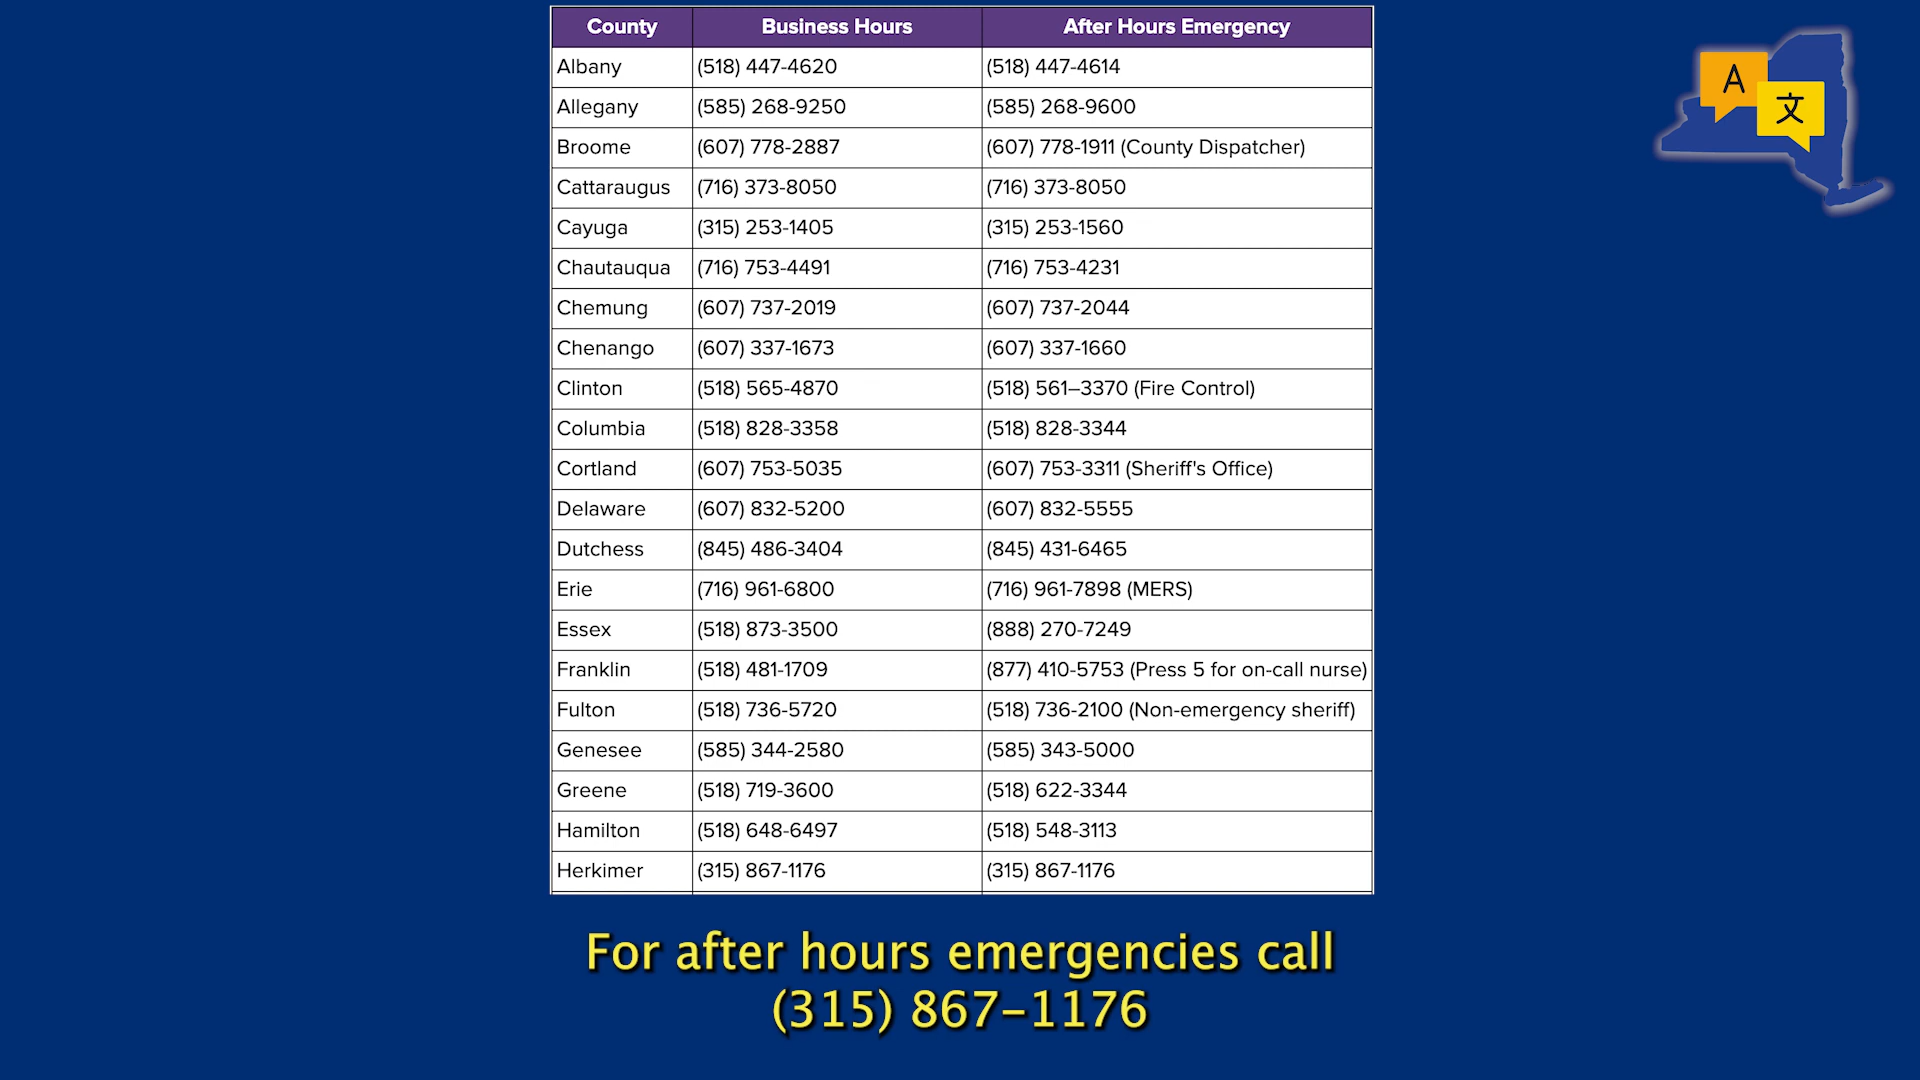 County Business Hours After Hours Emergency
Albany (518) 447-4620 (518) 447-4614
Allegany (585) 268-9250 (585) 268-9600
Broome (607) 778-2887 (607) 778-1911 (County Dispatcher)
Cattaraugus (716) 373-8050 (716) 373-8050
Cayuga (315) 253-1405 (315) 253-1560
Chautauqua (716) 753-4491 (716) 753-4231
Chemung (607) 737-2019 (607) 737-2044
Chenango (607) 337-1673 (607) 337-1660
Clinton (518) 565-4870 (518) 561–3370 (Fire Control)
Columbia (518) 828-3358 (518) 828-3344
Cortland (607) 753-5035 (607) 753-3311 (Sheriff's Office)
Delaware (607) 832-5200 (607) 832-5555
Dutchess (845) 486-3404 (845) 431-6465
Erie (716) 961-6800 (716) 961-7898 (MERS)
Essex (518) 873-3500 (888) 270-7249
Franklin (518) 481-1709 (877) 410-5753 (Press 5 for on-call nurse)
Fulton (518) 736-5720 (518) 736-2100 (Non-emergency sheriff)
Genesee (585) 344-2580 (585) 343-5000
Greene (518) 719-3600 (518) 622-3344
Hamilton (518) 648-6497 (518) 548-3113
Herkimer (315) 867-1176 (315) 867-1176
A
文
For after hours emergencies call
(315) 867–1176